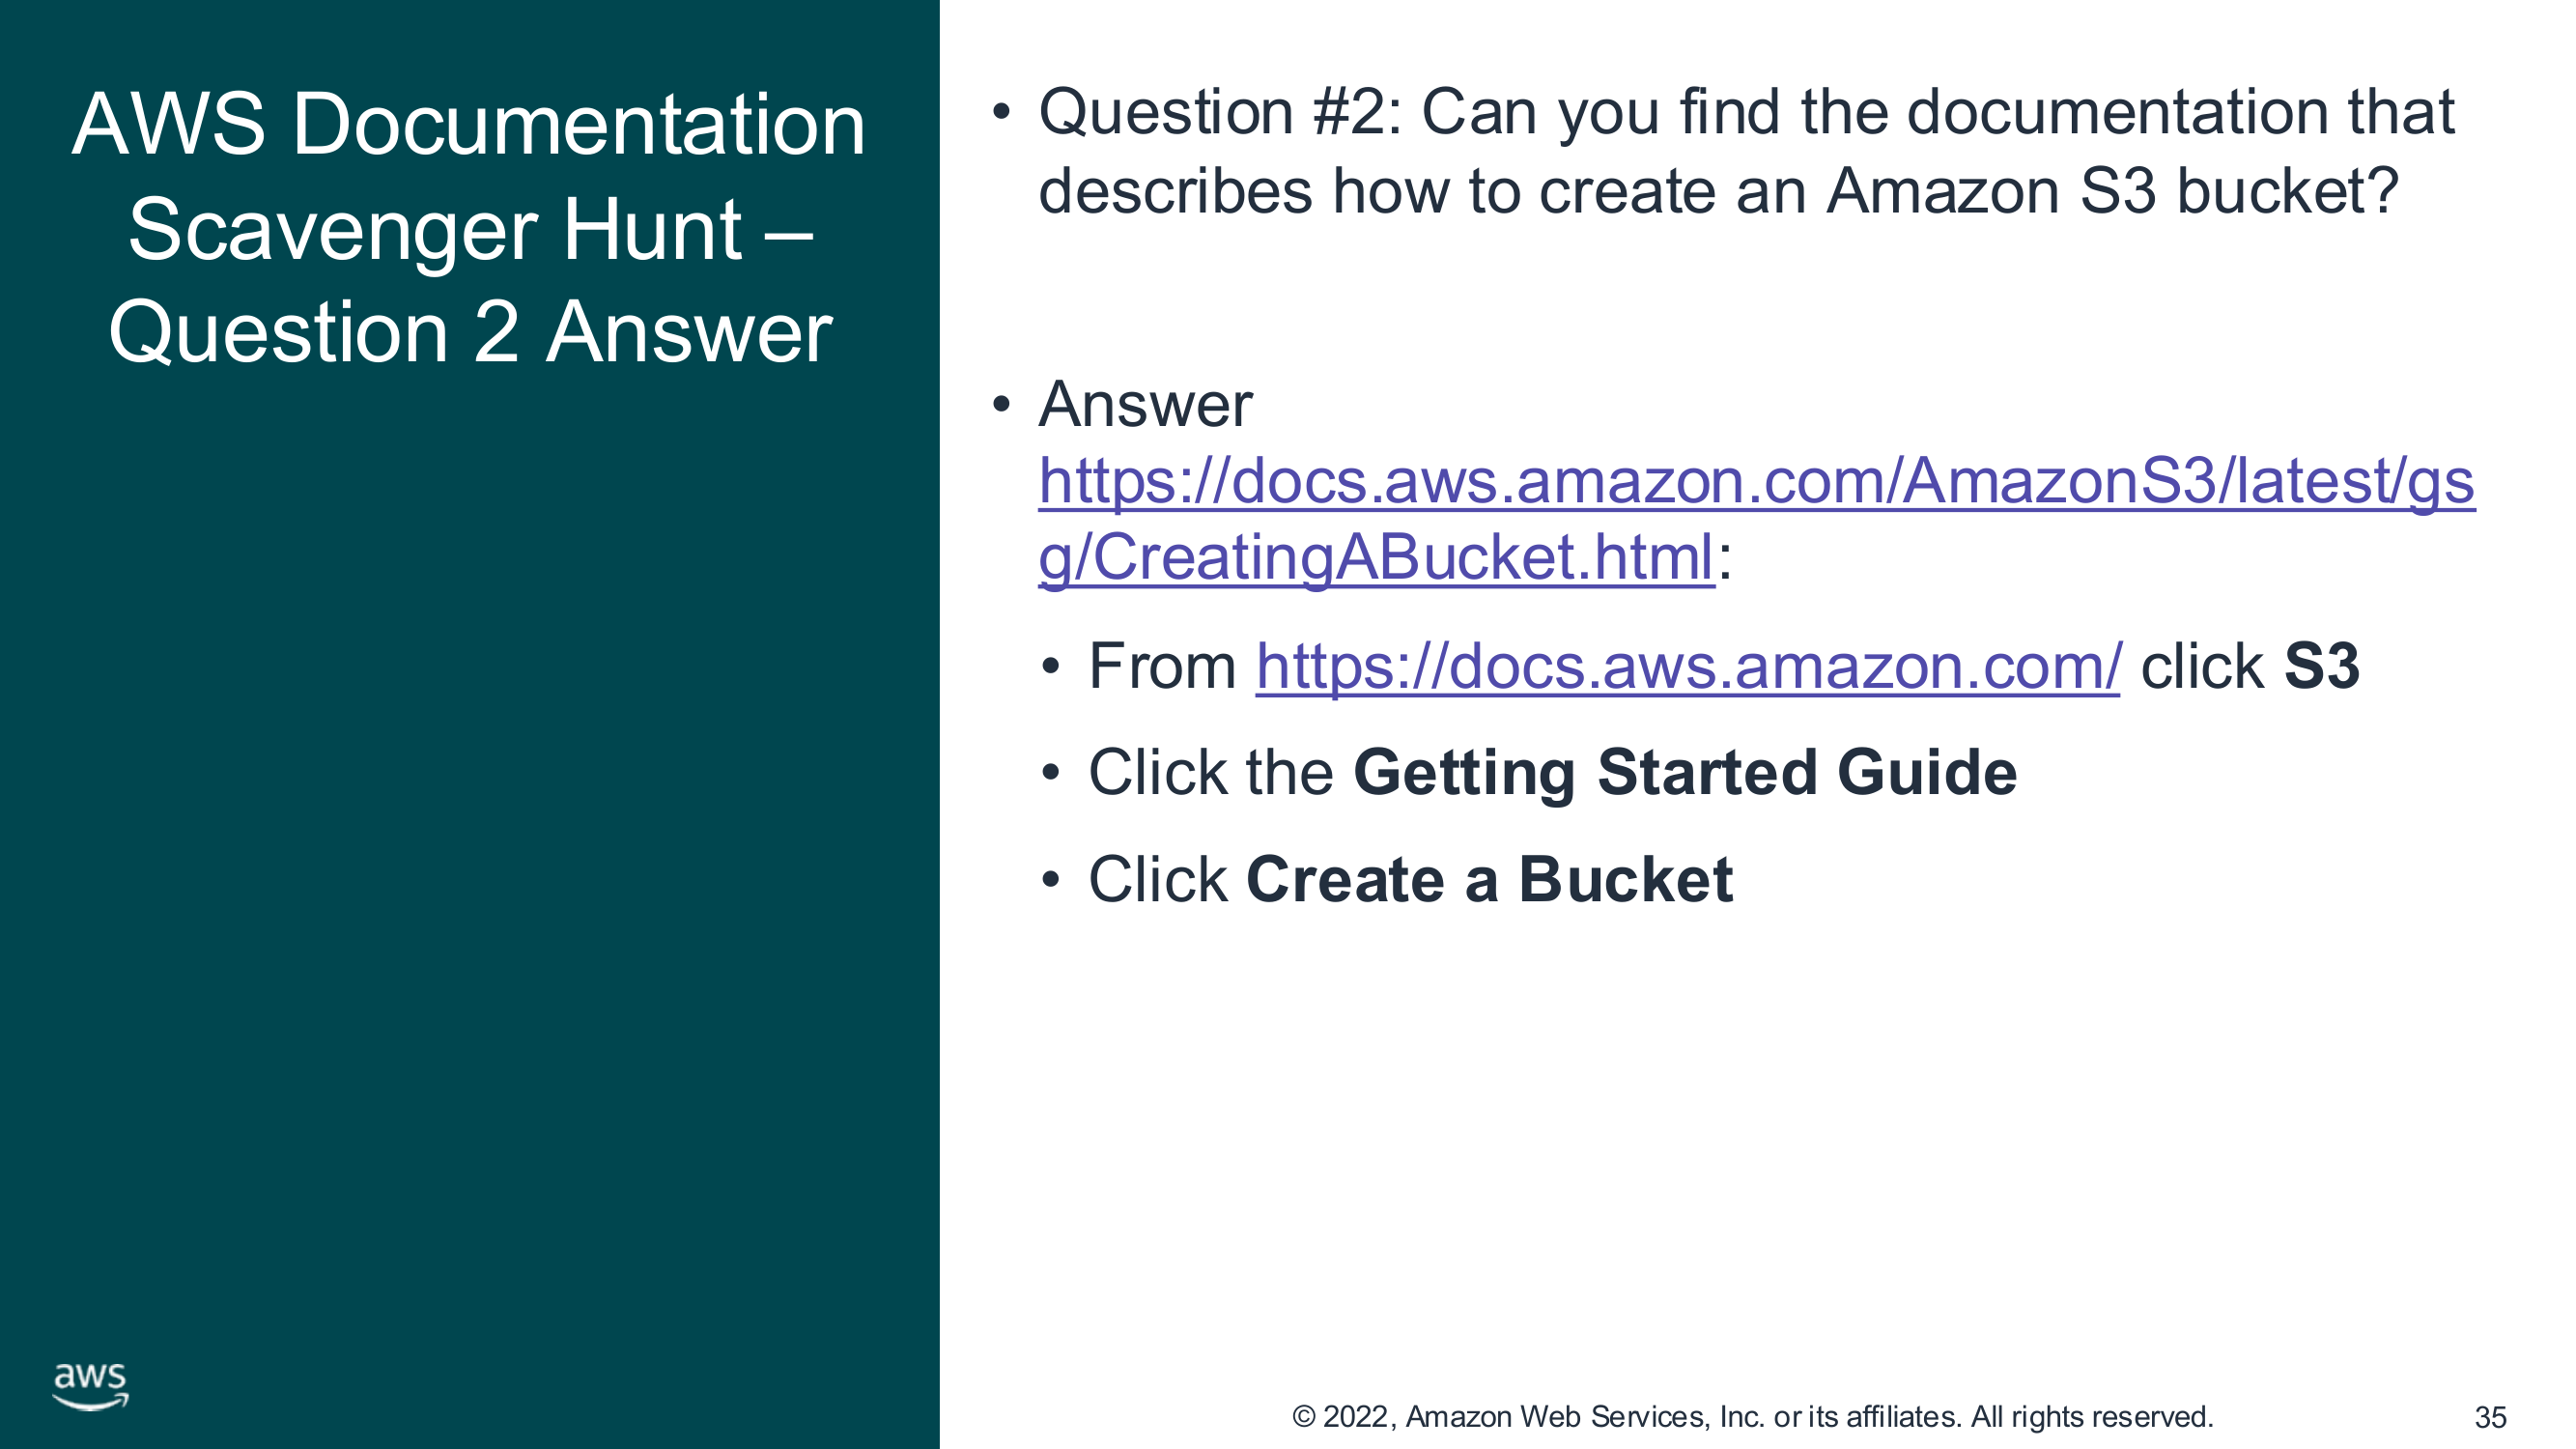 AWS Documentation
Scavenger Hunt –
Question 2 Answer
• Question #2: Can you find the documentation that
describes how to create an Amazon S3 bucket?
• Answer
https://docs.aws.amazon.com/AmazonS3/latest/gs
g/CreatingABucket.html:
• From https://docs.aws.amazon.com/ click S3
• Click the Getting Started Guide
• Click Create a Bucket
aws
© 2022, Amazon Web Services, Inc. or its affiliates. All rights reserved.
35